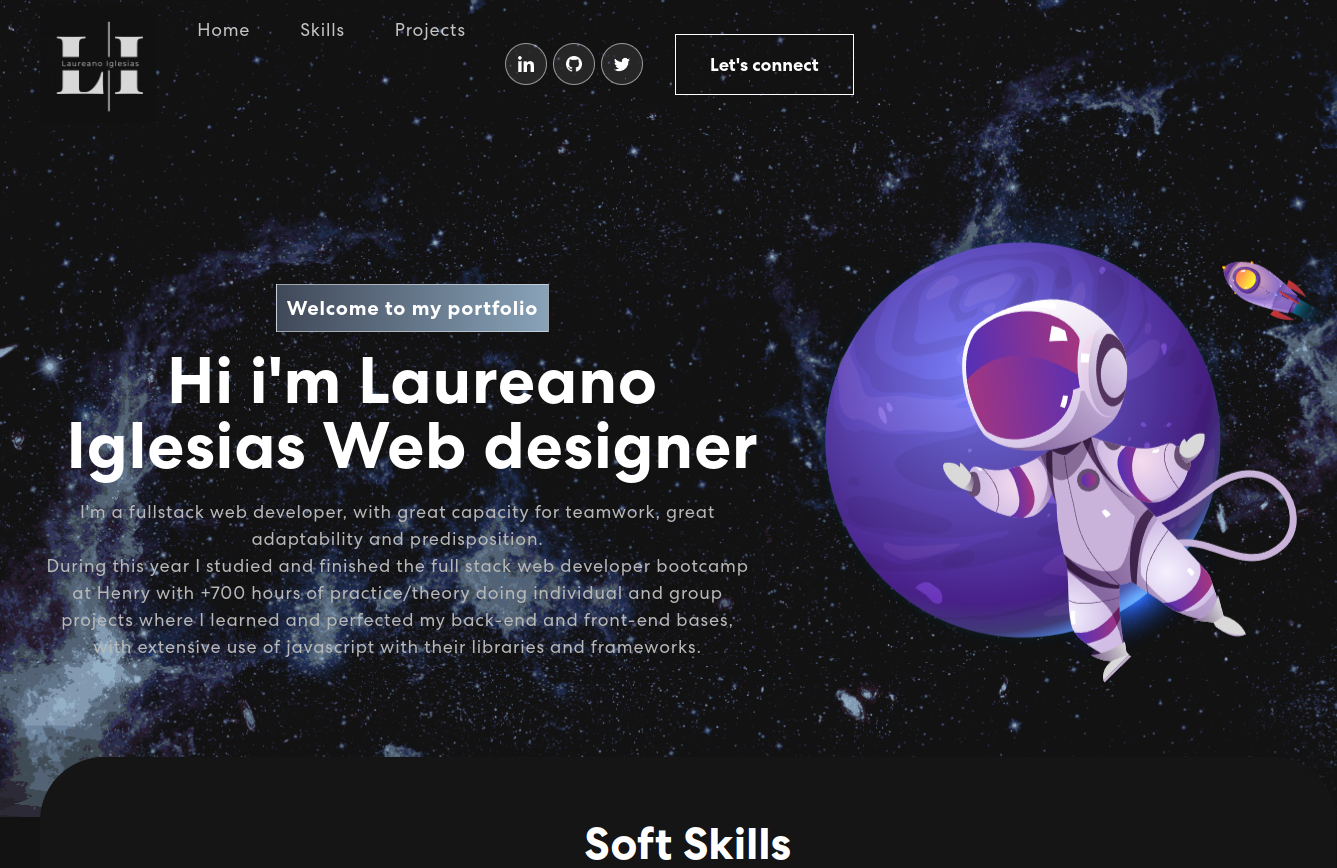 LI
Laureano Iglesias
Home
Skills
Projects
in
Let's connect
Welcome to my portfolio
Hi i'm Laureano
Iglesias Web designer
I'm a fullstack web developer, with great capacity for teamwork, great
adaptability and predisposition.
During this year I studied and finished the full stack web developer bootcamp
at Henry with +700 hours of practice/theory doing individual and group
projects where I learned and perfected my back-end and front-end bases,
with extensive use of javascript with their libraries and frameworks.
Soft Skills